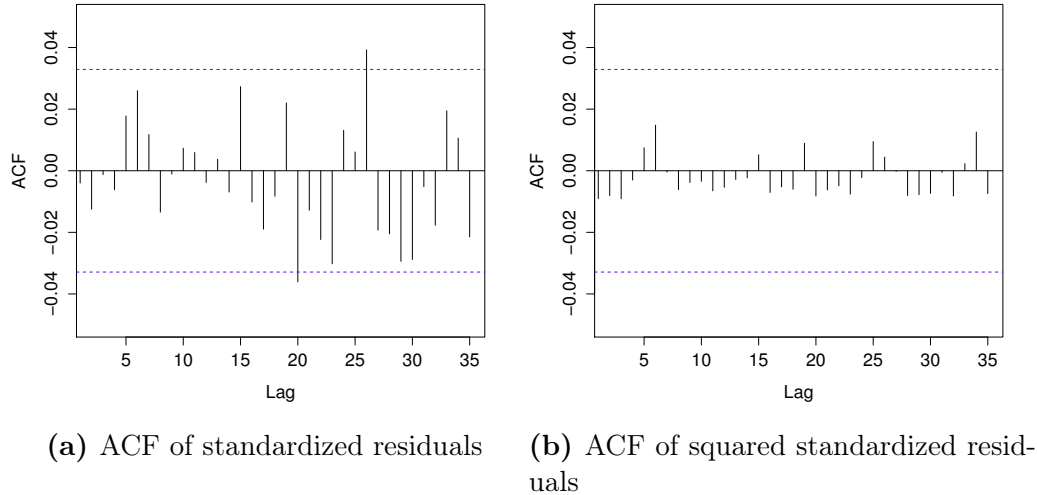 0.04
0.02
0.00
−0.02
−0.04
ACF
5 10 15 20 25 30 35
Lag
(a) ACF of standardized residuals
0.04
0.02
0.00
−0.02
−0.04
ACF
5 10 15 20 25 30 35
Lag
(b) ACF of squared standardized resid-
uals